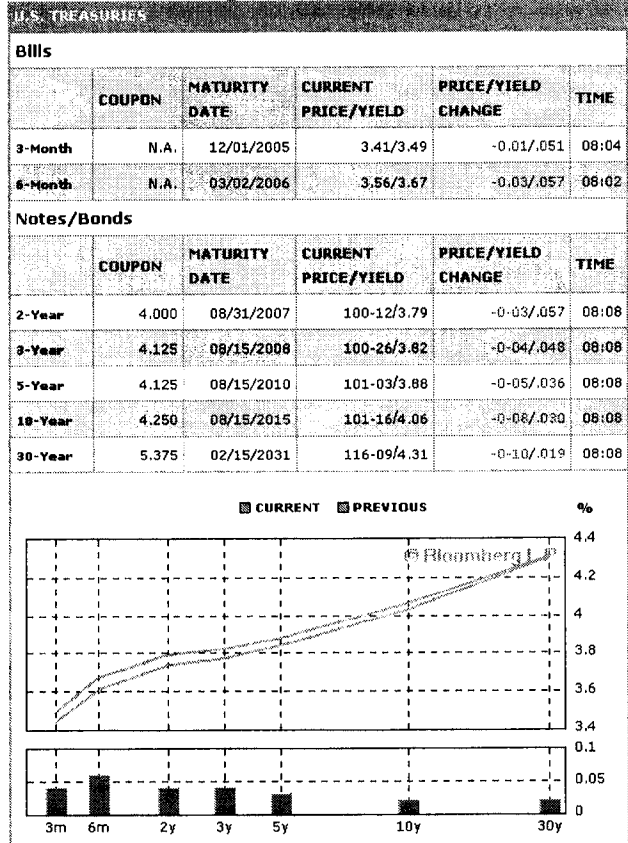 U.S. TREASURIES
Bills
COUPON MATURITY DATE CURRENT PRICE/YIELD PRICE/YIELD CHANGE TIME
3-Month N.A. 12/01/2005 3.41/3.49 -0.01/.051 08:04
6-Month N.A. 03/02/2006 3.56/3.67 -0.03/.057 08:02
Notes/Bonds
COUPON MATURITY DATE CURRENT PRICE/YIELD PRICE/YIELD CHANGE TIME
2-Year 4.000 08/31/2007 100-12/3.79 -0-03/.057 08:08
3-Year 4.125 08/15/2008 100-26/3.82 -0-04/.048 08:08
5-Year 4.125 08/15/2010 101-03/3.88 -0-05/.036 08:08
10-Year 4.250 08/15/2015 101-16/4.06 -0-08/.030 08:08
30-Year 5.375 02/15/2031 116-09/4.31 -0-10/.019 08:08
CURRENT PREVIOUS %
© Bloomberg L.P.
4.4
4.2
4
3.8
3.6
3.4
0.1
0.05
0
3m 6m 2y 3y 5y 10y 30y